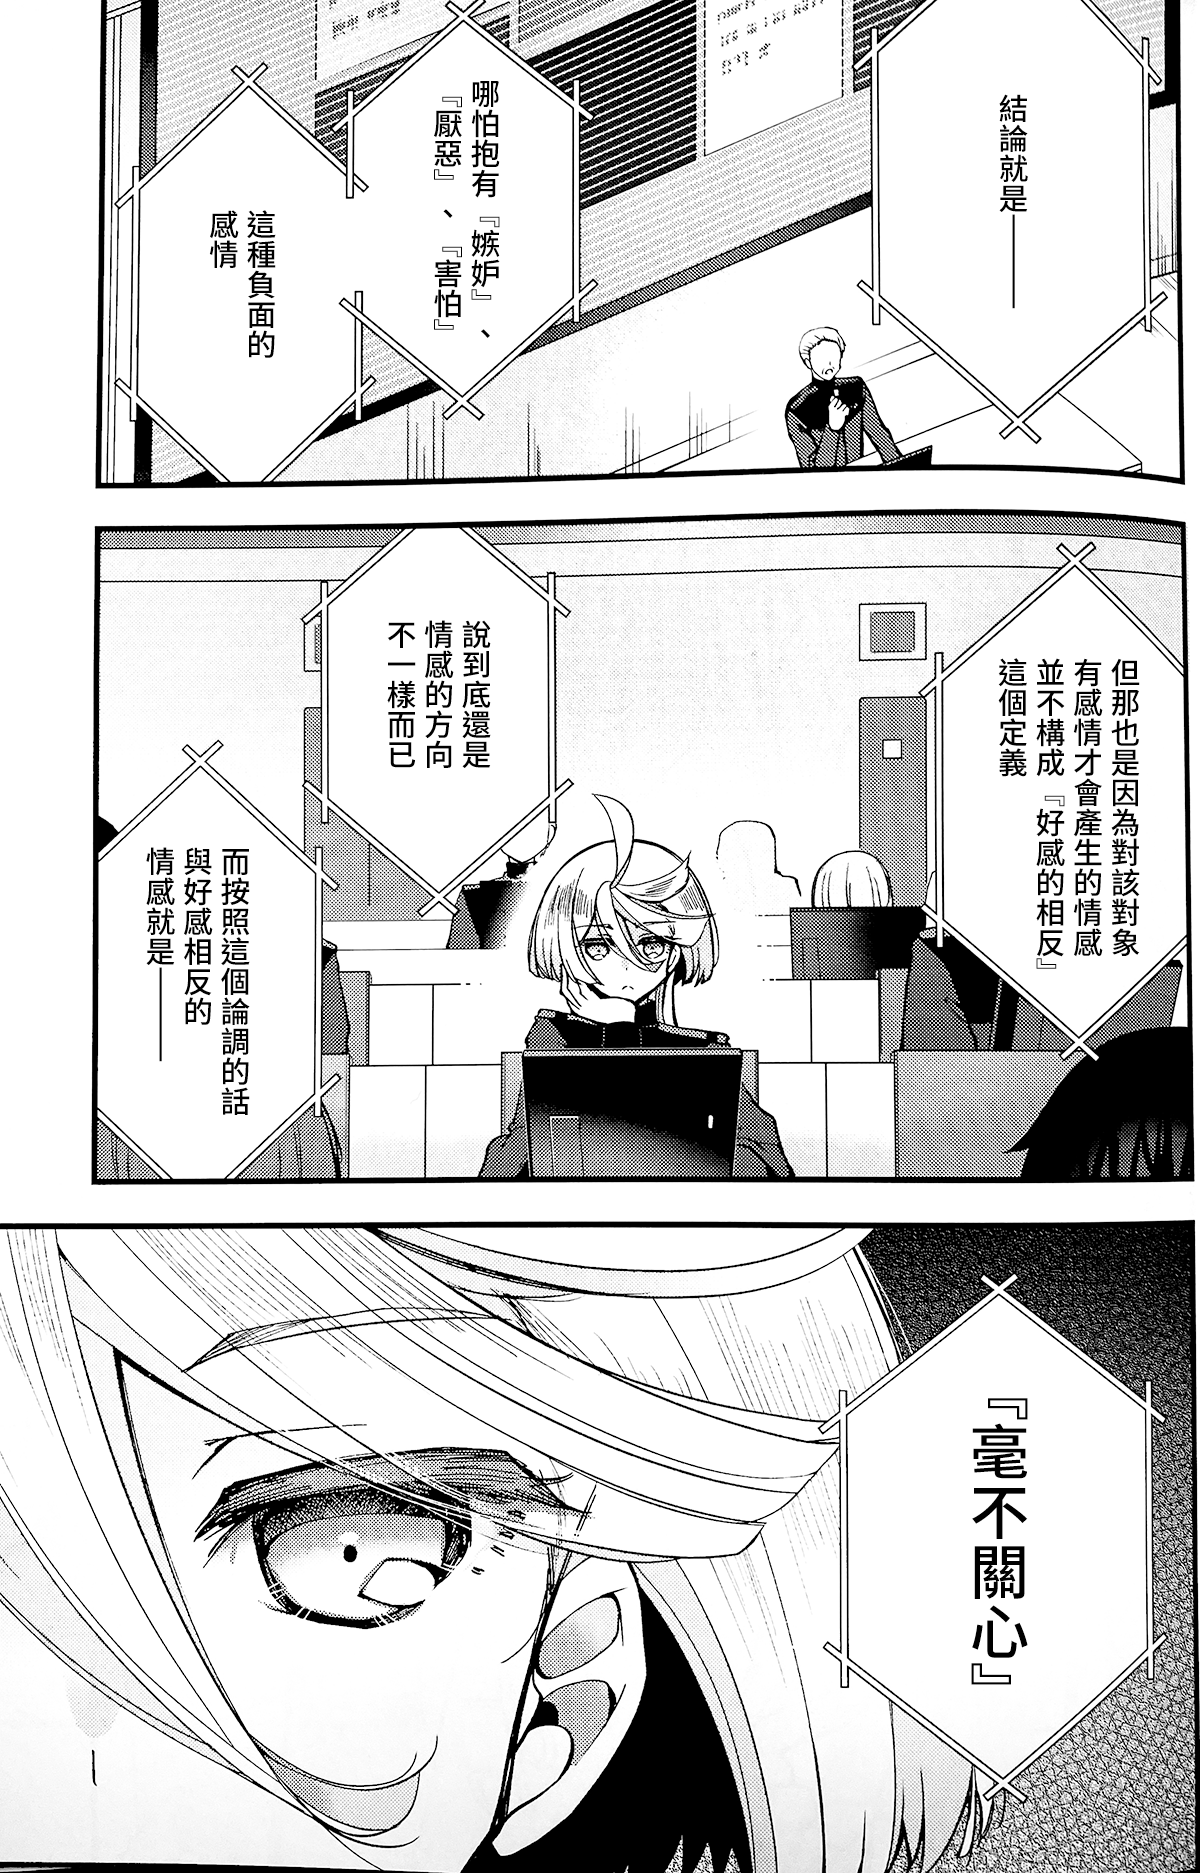 結論就是——
哪怕抱有『嫉妒』、
『厭惡』、『害怕』
這種負面的
感情
但那也是因為對該對象
有感情才會產生的情感
並不構成『好感的相反』
這個定義
說到底還是
情感的方向
不一樣而已
而按照這個論調的話
與好感相反的
情感就是——
『毫不關心』